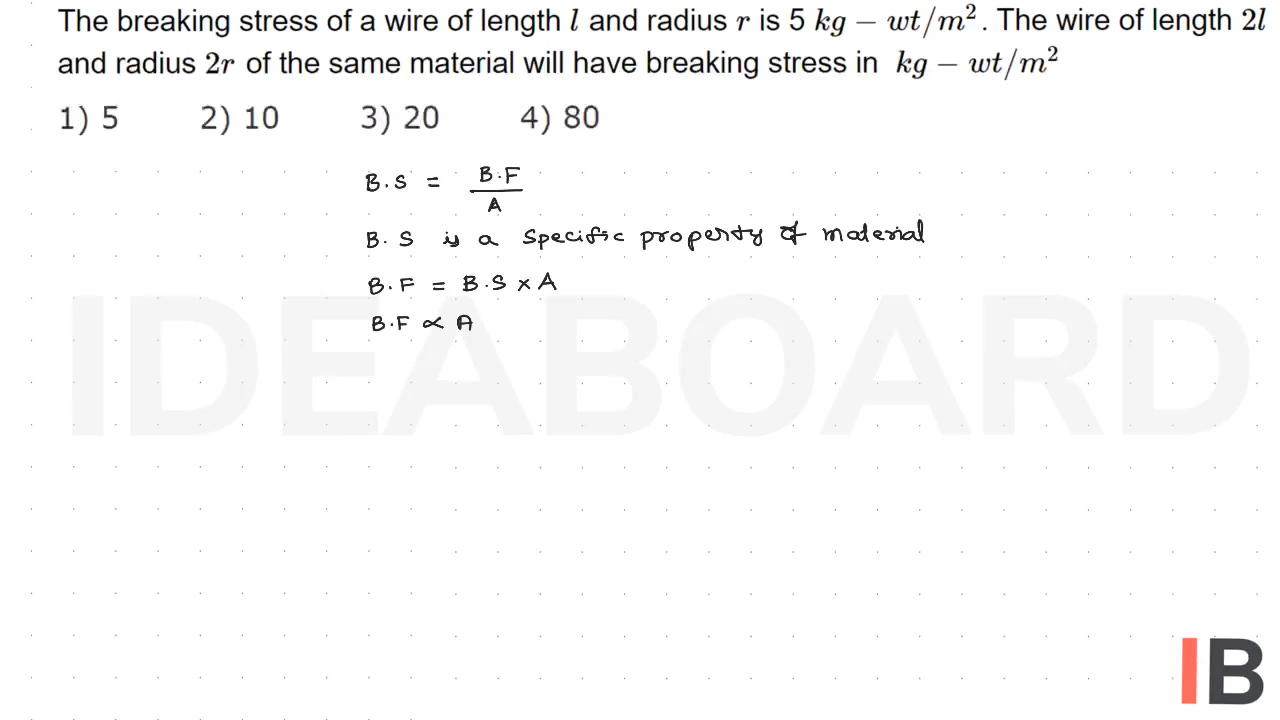 The breaking stress of a wire of length l and radius r is 5 kg − wt/m². The wire of length 2l
and radius 2r of the same material will have breaking stress in kg − wt/m²
1) 5 2) 10 3) 20 4) 80
B.S = B.F / A
B.S is a specific property of material
B.F = B.S × A
B.F ∝ A
IDEABOARD
IB